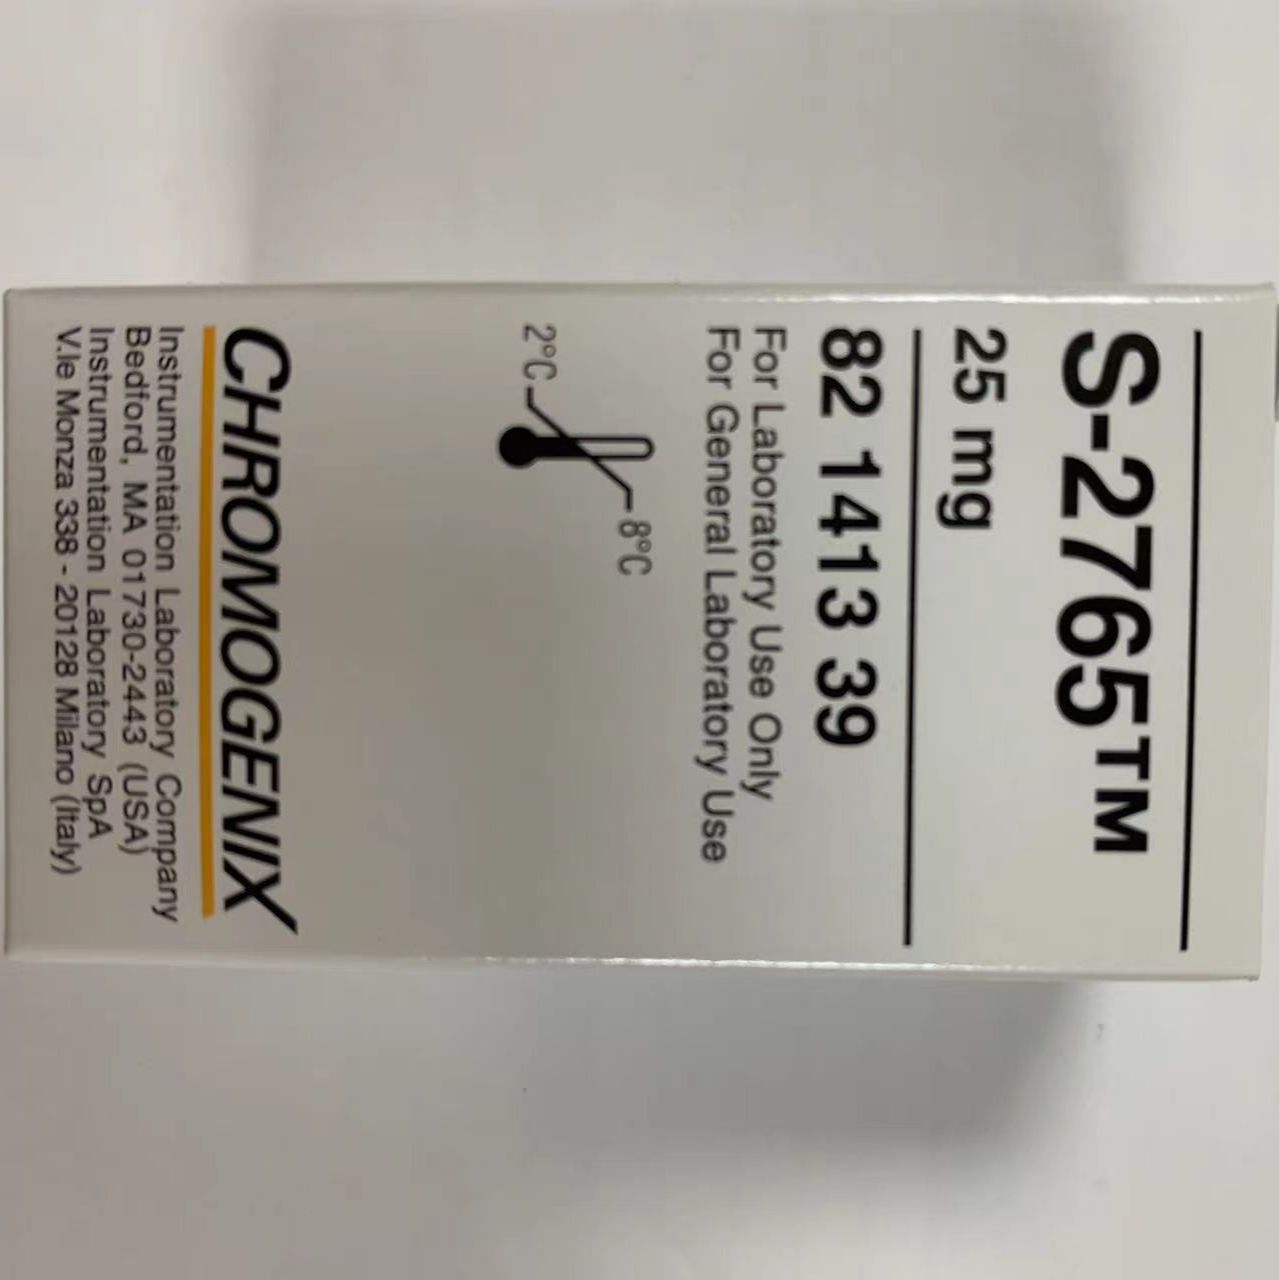 S-2765™
25 mg
82 1413 39
For Laboratory Use Only
For General Laboratory Use
2°C
8°C
CHROMOGENIX
Instrumentation Laboratory Company
Bedford, MA 01730-2443 (USA)
Instrumentation Laboratory SpA
V.le Monza 338 - 20128 Milano (Italy)